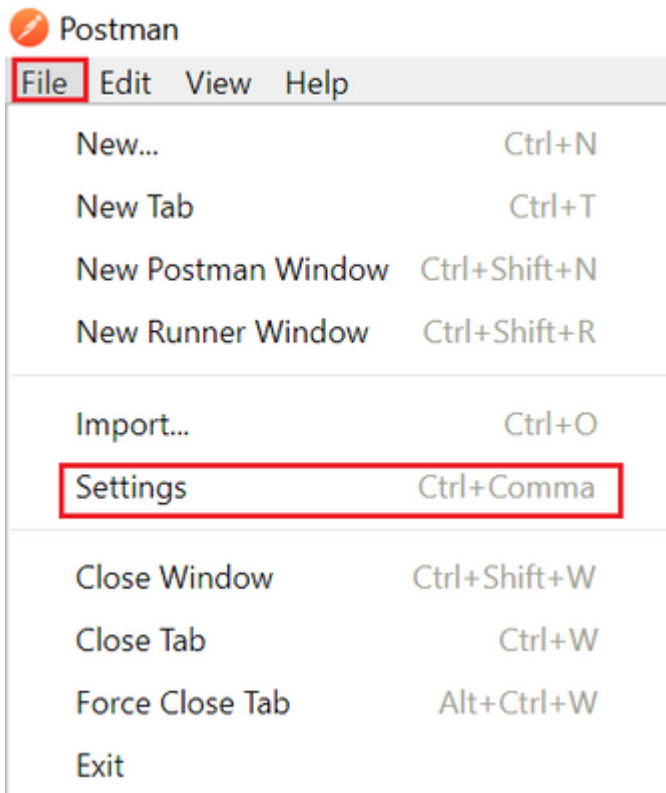 Postman
File Edit View Help
New... Ctrl+N
New Tab Ctrl+T
New Postman Window Ctrl+Shift+N
New Runner Window Ctrl+Shift+R
Import... Ctrl+O
Settings Ctrl+Comma
Close Window Ctrl+Shift+W
Close Tab Ctrl+W
Force Close Tab Alt+Ctrl+W
Exit